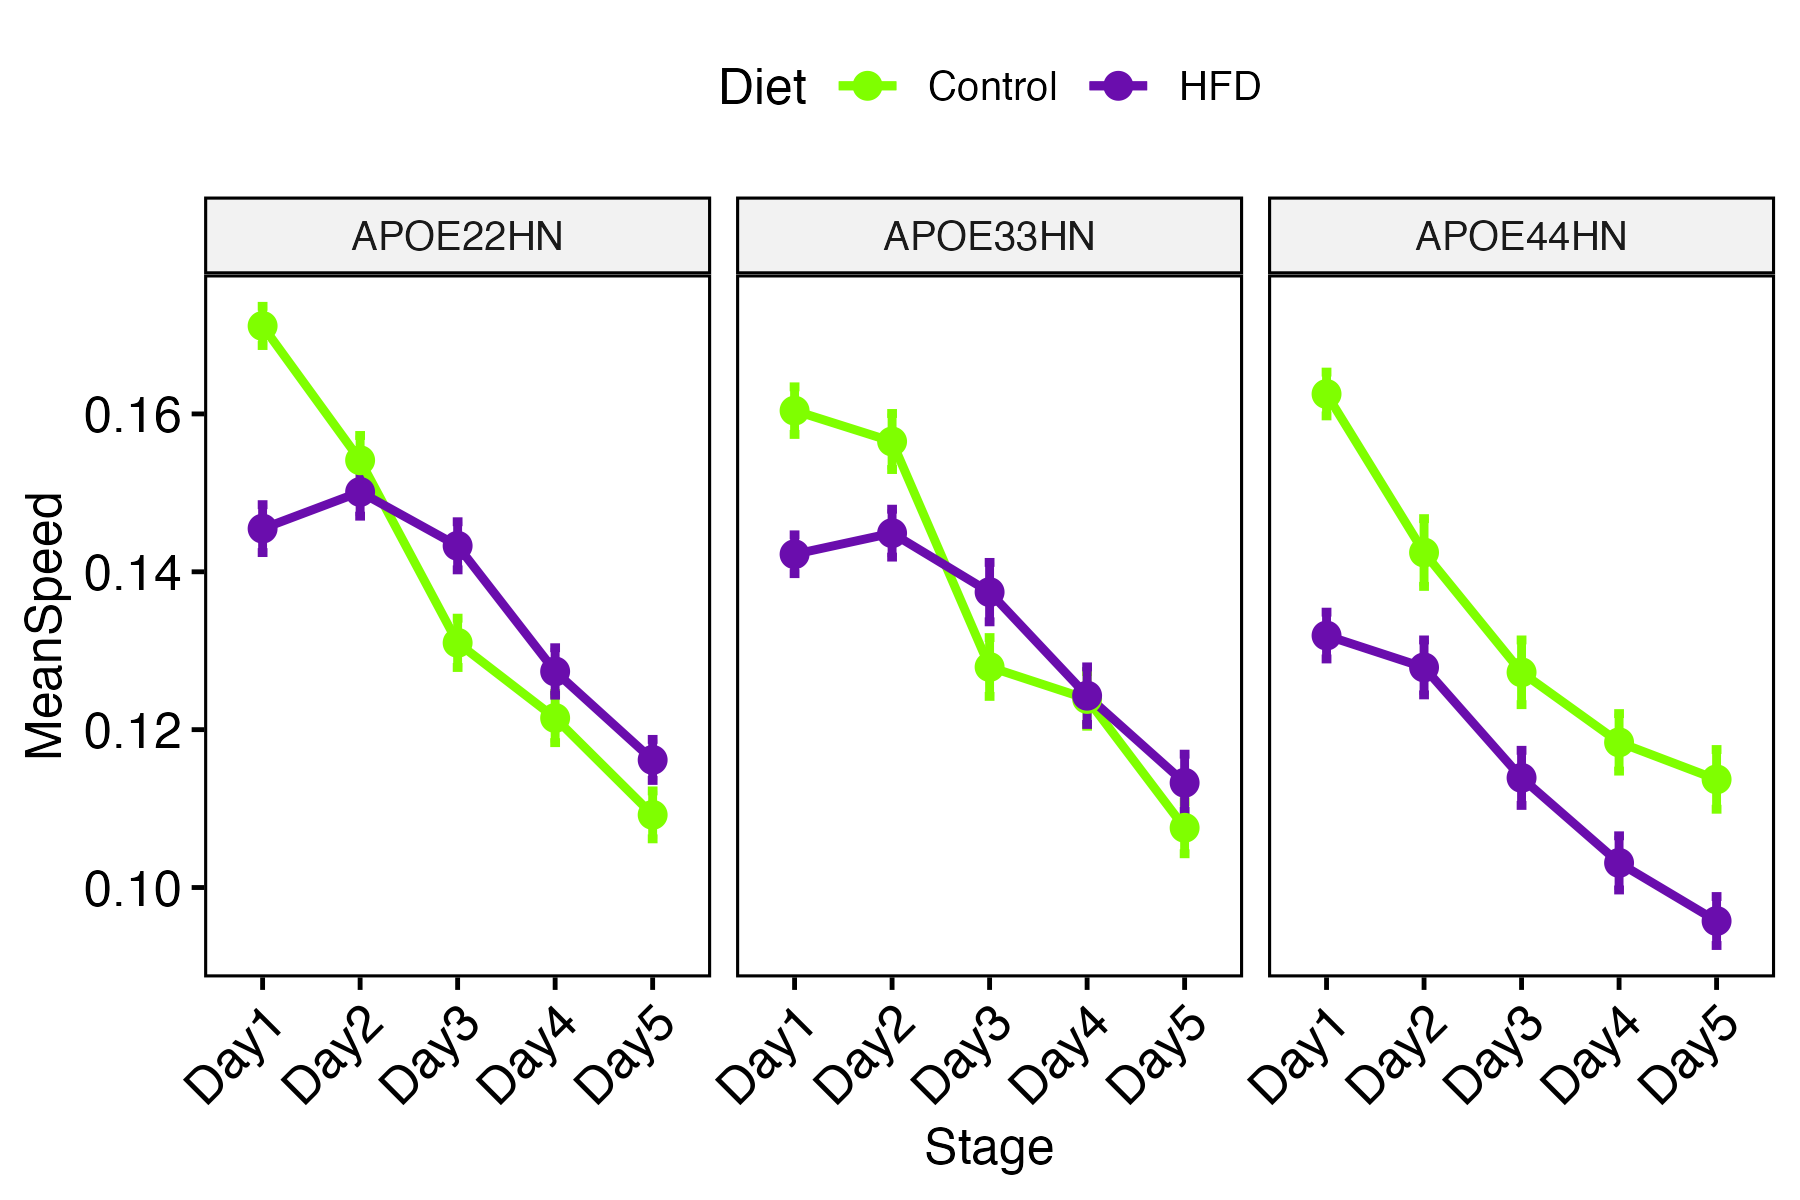 Diet Control HFD
APOE22HN APOE33HN APOE44HN
0.16
0.14
0.12
0.10
MeanSpeed
Day1 Day2 Day3 Day4 Day5 Day1 Day2 Day3 Day4 Day5 Day1 Day2 Day3 Day4 Day5
Stage